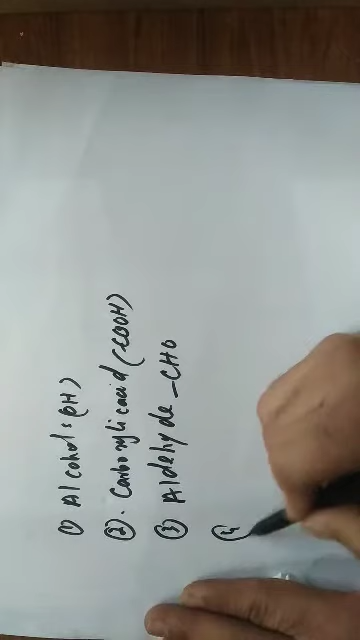 ① Alcohol : (OH)
②. Carboxylic acid (-COOH)
③ Aldehyde -CHO
(4